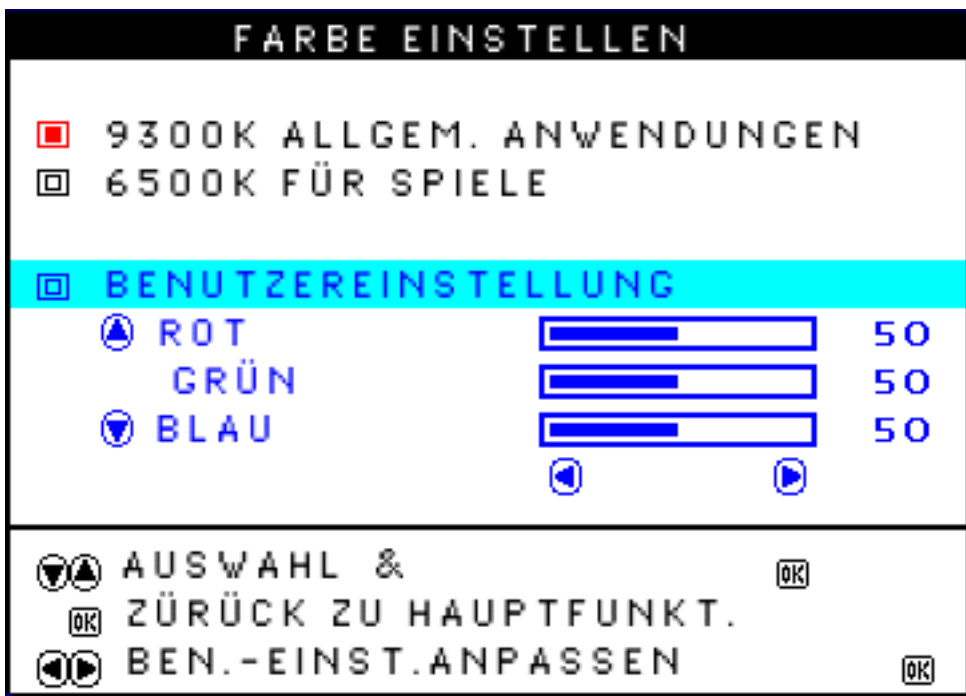 FARBE EINSTELLEN
9300K ALLGEM. ANWENDUNGEN
6500K FÜR SPIELE
BENUTZEREINSTELLUNG
ROT 50
GRÜN 50
BLAU 50
AUSWAHL & OK
OK ZÜRÜCK ZU HAUPTFUNKT.
BEN.-EINST.ANPASSEN OK